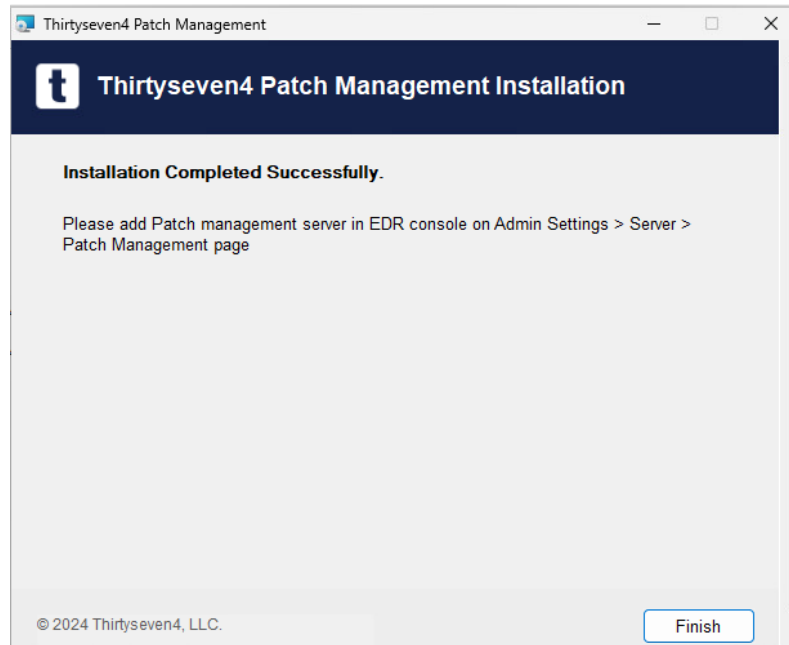 Thirtyseven4 Patch Management
t Thirtyseven4 Patch Management Installation
Installation Completed Successfully.
Please add Patch management server in EDR console on Admin Settings > Server >
Patch Management page
© 2024 Thirtyseven4, LLC.
Finish